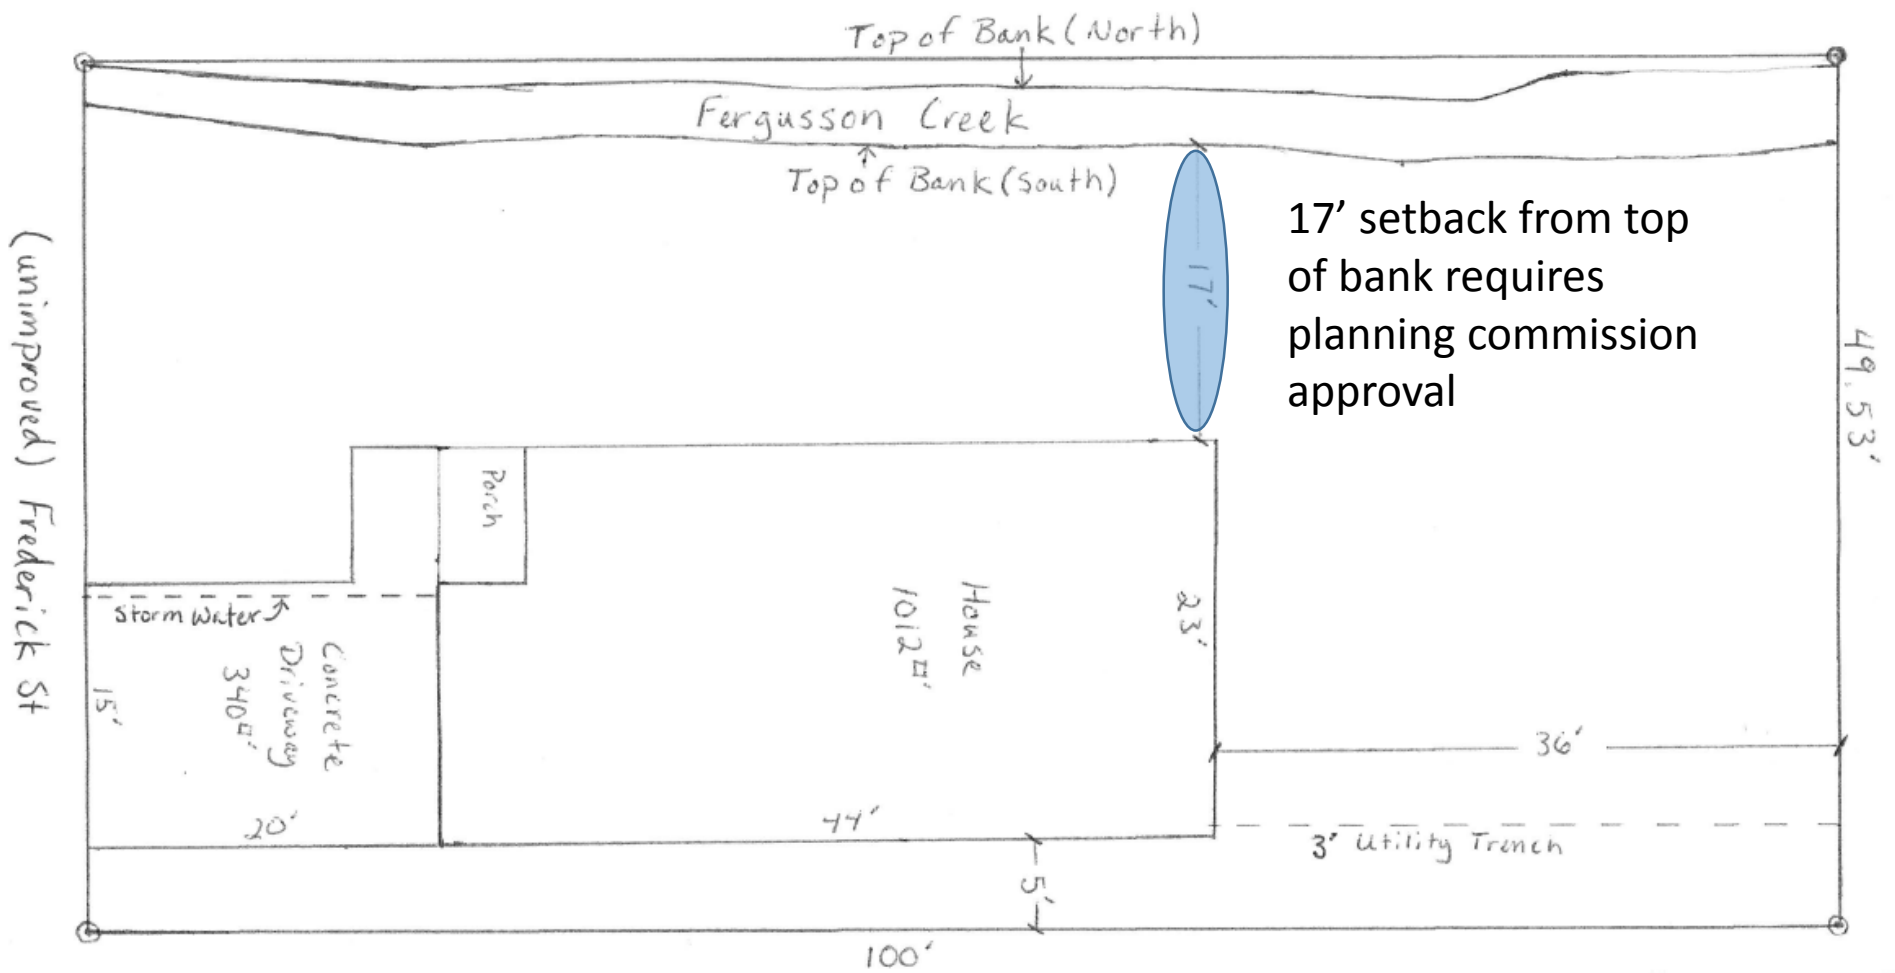 Top of Bank (North)
Fergusson Creek
Top of Bank (South)
17'
17’ setback from top
of bank requires
planning commission
approval
(unimproved) Frederick St
49.53'
Porch
Storm Water
House
1012
23'
Concrete
Driveway
340
15'
20'
44'
36'
3' Utility Trench
5'
100'